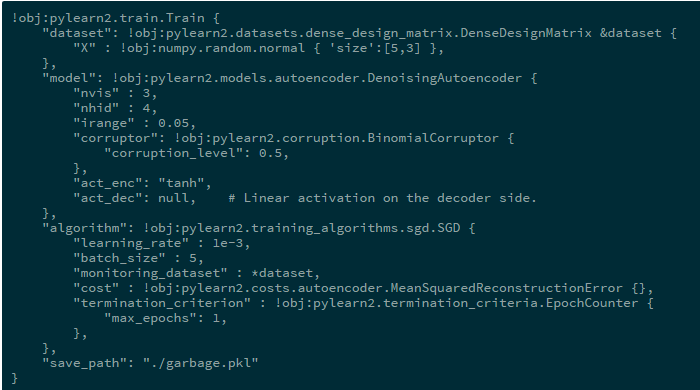 !obj:pylearn2.train.Train {
    "dataset": !obj:pylearn2.datasets.dense_design_matrix.DenseDesignMatrix &dataset {
        "X" : !obj:numpy.random.normal { 'size':[5,3] },
    },
    "model": !obj:pylearn2.models.autoencoder.DenoisingAutoencoder {
        "nvis" : 3,
        "nhid" : 4,
        "irange" : 0.05,
        "corruptor": !obj:pylearn2.corruption.BinomialCorruptor {
            "corruption_level": 0.5,
        },
        "act_enc": "tanh",
        "act_dec": null,    # Linear activation on the decoder side.
    },
    "algorithm": !obj:pylearn2.training_algorithms.sgd.SGD {
        "learning_rate" : 1e-3,
        "batch_size" : 5,
        "monitoring_dataset" : *dataset,
        "cost" : !obj:pylearn2.costs.autoencoder.MeanSquaredReconstructionError {},
        "termination_criterion" : !obj:pylearn2.termination_criteria.EpochCounter {
            "max_epochs": 1,
        },
    },
    "save_path": "./garbage.pkl"
}